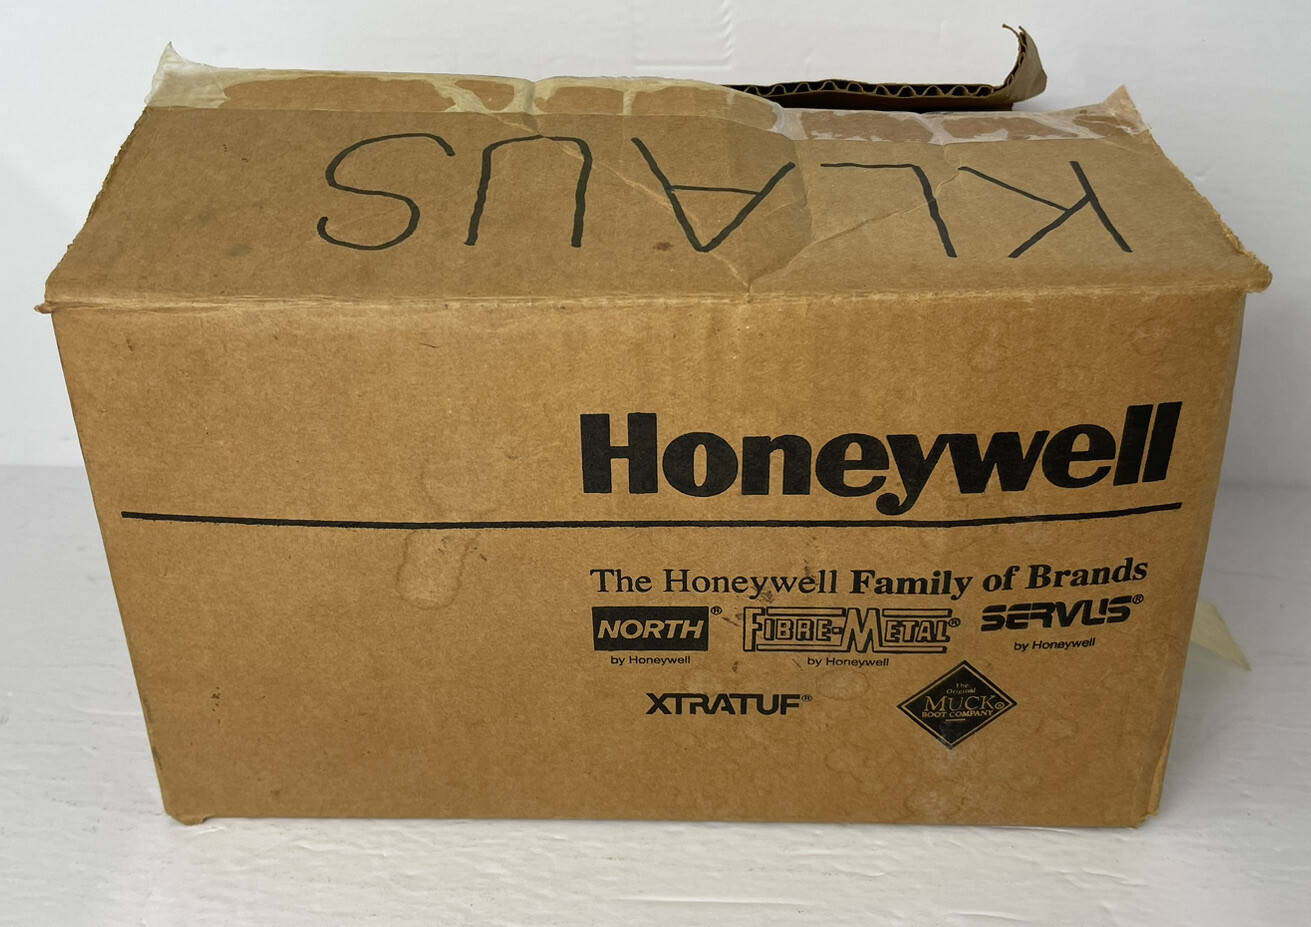 KLAUS
Honeywell
The Honeywell Family of Brands
NORTH® FIBRE-METAL® SERVUS®
by Honeywell by Honeywell by Honeywell
XTRATUF®
The
Original
MUCK®
BOOT COMPANY